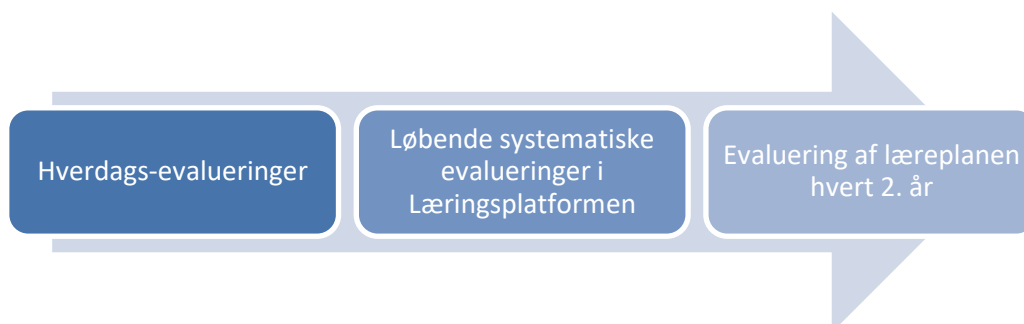 Hverdags-evalueringer
Løbende systematiske
evalueringer i
Læringsplatformen
Evaluering af læreplanen
hvert 2. år